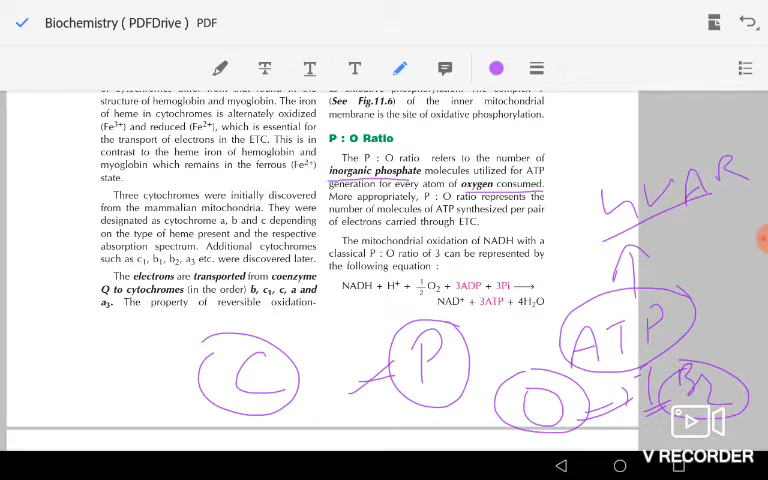 Biochemistry ( PDFDrive ) PDF
structure of hemoglobin and myoglobin. The iron
of heme in cytochromes is alternately oxidized
(Fe³⁺) and reduced (Fe²⁺), which is essential for
the transport of electrons in the ETC. This is in
contrast to the heme iron of hemoglobin and
myoglobin which remains in the ferrous (Fe²⁺)
state.
Three cytochromes were initially discovered
from the mammalian mitochondria. They were
designated as cytochrome a, b and c depending
on the type of heme present and the respective
absorption spectrum. Additional cytochromes
such as c₁, b₁, b₂, a₃ etc. were discovered later.
The electrons are transported from coenzyme
Q to cytochromes (in the order) b, c₁, c, a and
a₃. The property of reversible oxidation-
(See Fig.11.6) of the inner mitochondrial
membrane is the site of oxidative phosphorylation.
P : O Ratio
The P : O ratio refers to the number of
inorganic phosphate molecules utilized for ATP
generation for every atom of oxygen consumed.
More appropriately, P : O ratio represents the
number of molecules of ATP synthesized per pair
of electrons carried through ETC.
The mitochondrial oxidation of NADH with a
classical P : O ratio of 3 can be represented by
the following equation :
NADH + H⁺ + ½O₂ + 3ADP + 3Pi ⟶
NAD⁺ + 3ATP + 4H₂O
ATP
C
P
O
V RECORDER